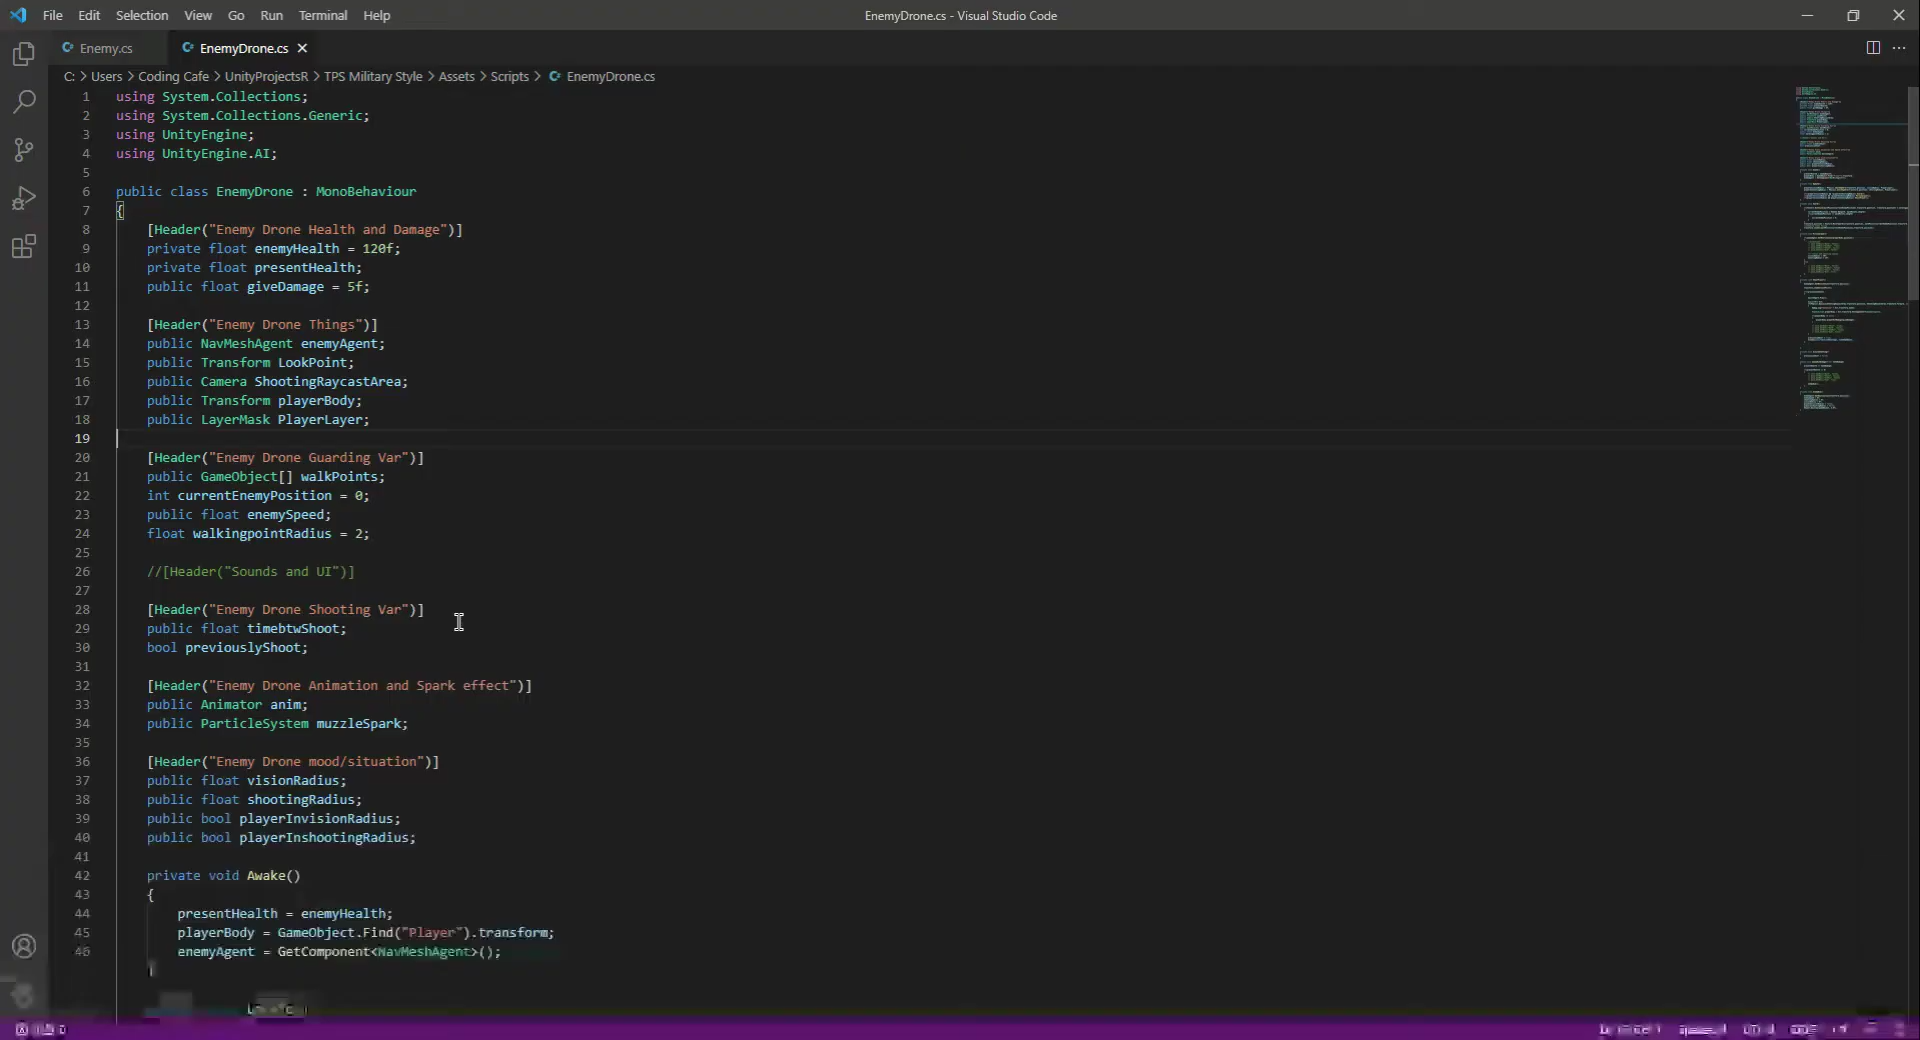 File Edit Selection View Go Run Terminal Help
EnemyDrone.cs - Visual Studio Code
Enemy.cs EnemyDrone.cs
C: > Users > Coding Cafe > UnityProjectsR > TPS Military Style > Assets > Scripts > EnemyDrone.cs
1 using System.Collections;
2 using System.Collections.Generic;
3 using UnityEngine;
4 using UnityEngine.AI;
5
6 public class EnemyDrone : MonoBehaviour
7 {
8 [Header("Enemy Drone Health and Damage")]
9 private float enemyHealth = 120f;
10 private float presentHealth;
11 public float giveDamage = 5f;
12
13 [Header("Enemy Drone Things")]
14 public NavMeshAgent enemyAgent;
15 public Transform LookPoint;
16 public Camera ShootingRaycastArea;
17 public Transform playerBody;
18 public LayerMask PlayerLayer;
19
20 [Header("Enemy Drone Guarding Var")]
21 public GameObject[] walkPoints;
22 int currentEnemyPosition = 0;
23 public float enemySpeed;
24 float walkingpointRadius = 2;
25
26 //[Header("Sounds and UI")]
27
28 [Header("Enemy Drone Shooting Var")]
29 public float timebtwShoot;
30 bool previouslyShoot;
31
32 [Header("Enemy Drone Animation and Spark effect")]
33 public Animator anim;
34 public ParticleSystem muzzleSpark;
35
36 [Header("Enemy Drone mood/situation")]
37 public float visionRadius;
38 public float shootingRadius;
39 public bool playerInvisionRadius;
40 public bool playerInshootingRadius;
41
42 private void Awake()
43 {
44 presentHealth = enemyHealth;
45 playerBody = GameObject.Find("Player").transform;
46 enemyAgent = GetComponent<NavMeshAgent>();